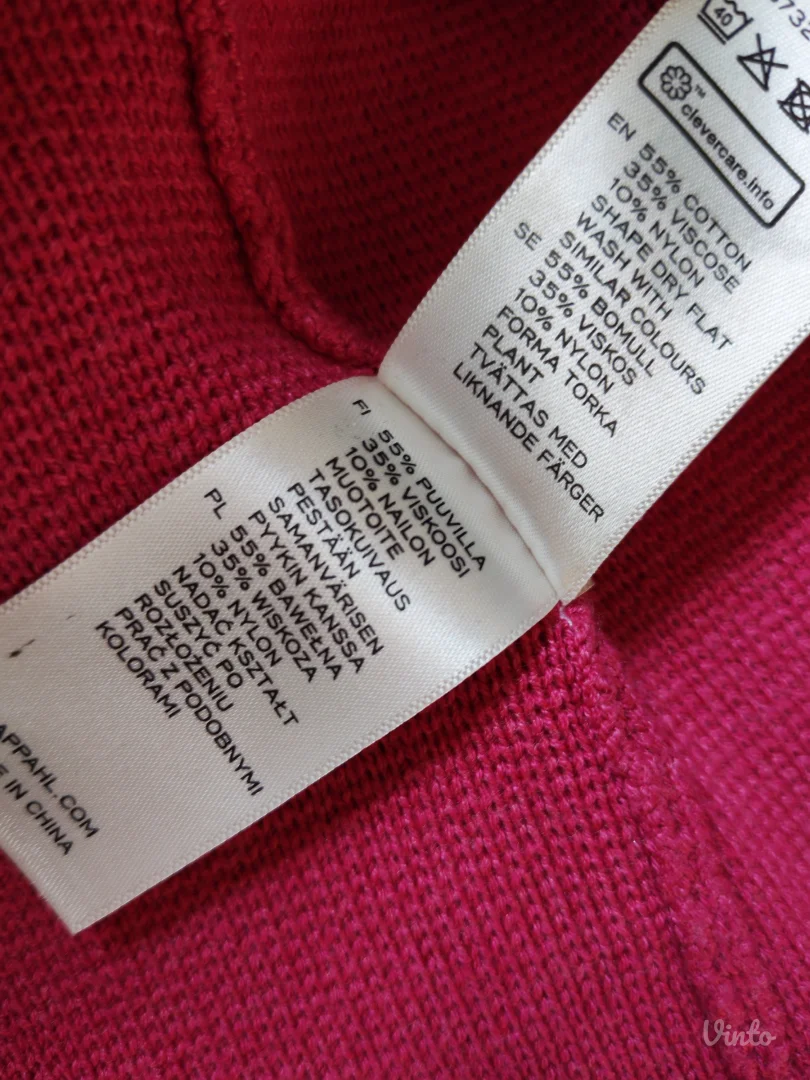 40
clevercare.info
™
EN 55% COTTON
35% VISCOSE
10% NYLON
SHAPE DRY FLAT
WASH WITH
SIMILAR COLOURS
SE 55% BOMULL
35% VISKOS
10% NYLON
FORMA TORKA
PLANT
TVÄTTAS MED
LIKNANDE FÄRGER
FI 55% PUUVILLA
35% VISKOOSI
10% NAILON
MUOTOITE
TASOKUIVAUS
PESTÄÄN
SAMANVÄRISEN
PYYKIN KANSSA
PL 55% BAWEŁNA
35% WISKOZA
10% NYLON
NADAĆ KSZTAŁT
SUSZYĆ PO
ROZŁOŻENIU
PRAĆ Z PODOBNYMI
KOLORAMI
APPAHL.COM
IN CHINA
Vinto